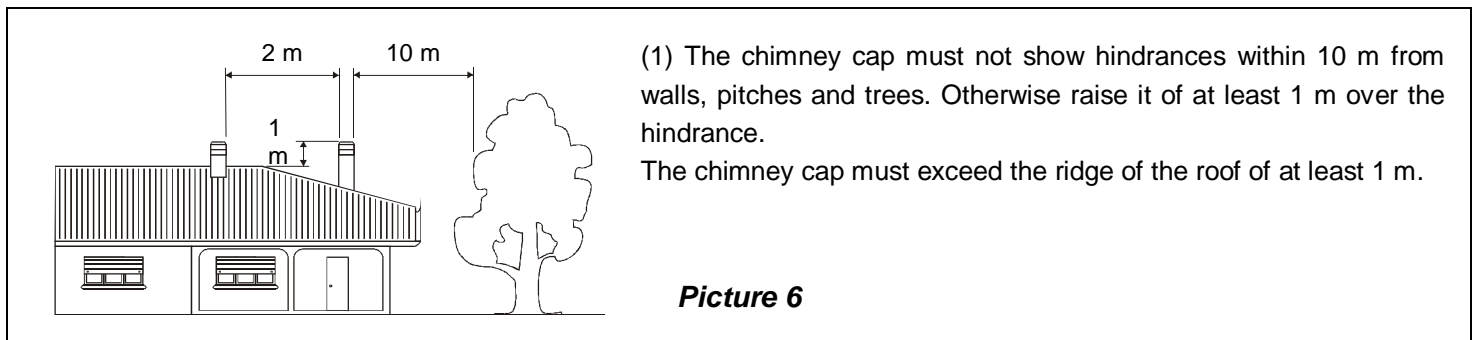 2 m
10 m
1
m
(1) The chimney cap must not show hindrances within 10 m from
walls, pitches and trees. Otherwise raise it of at least 1 m over the
hindrance.
The chimney cap must exceed the ridge of the roof of at least 1 m.
Picture 6